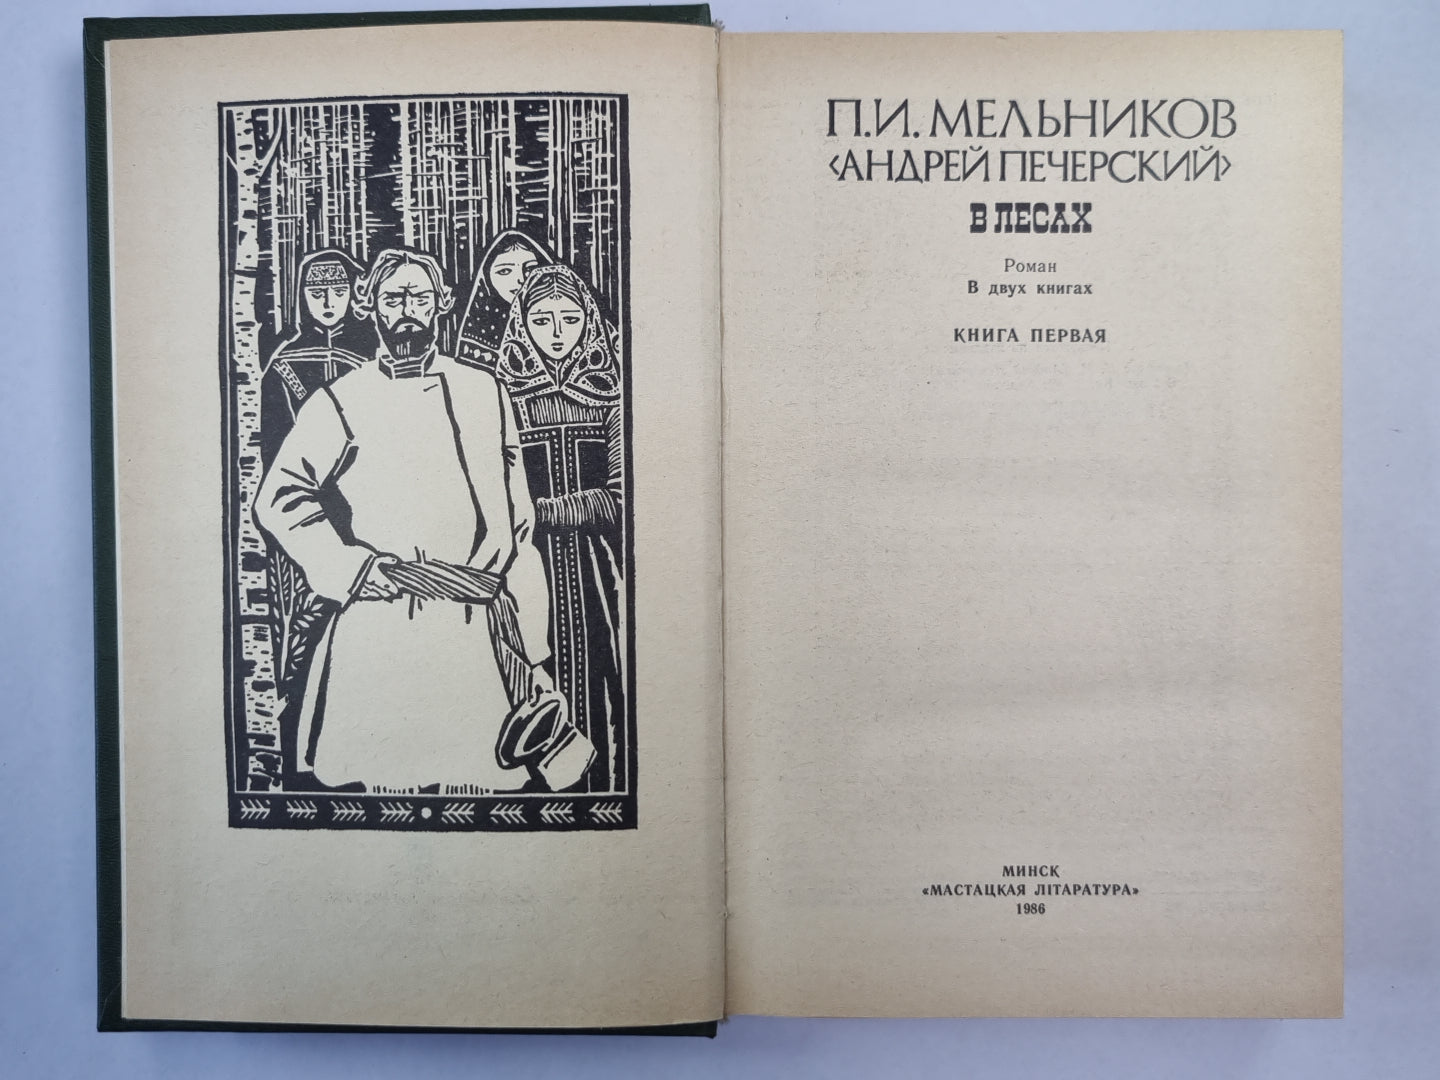 П.И. МЕЛЬНИКОВ
‹АНДРЕЙ ПЕЧЕРСКИЙ›
В ЛЕСАХ
Роман
В двух книгах
КНИГА ПЕРВАЯ
МИНСК
«МАСТАЦКАЯ ЛІТАРАТУРА»
1986